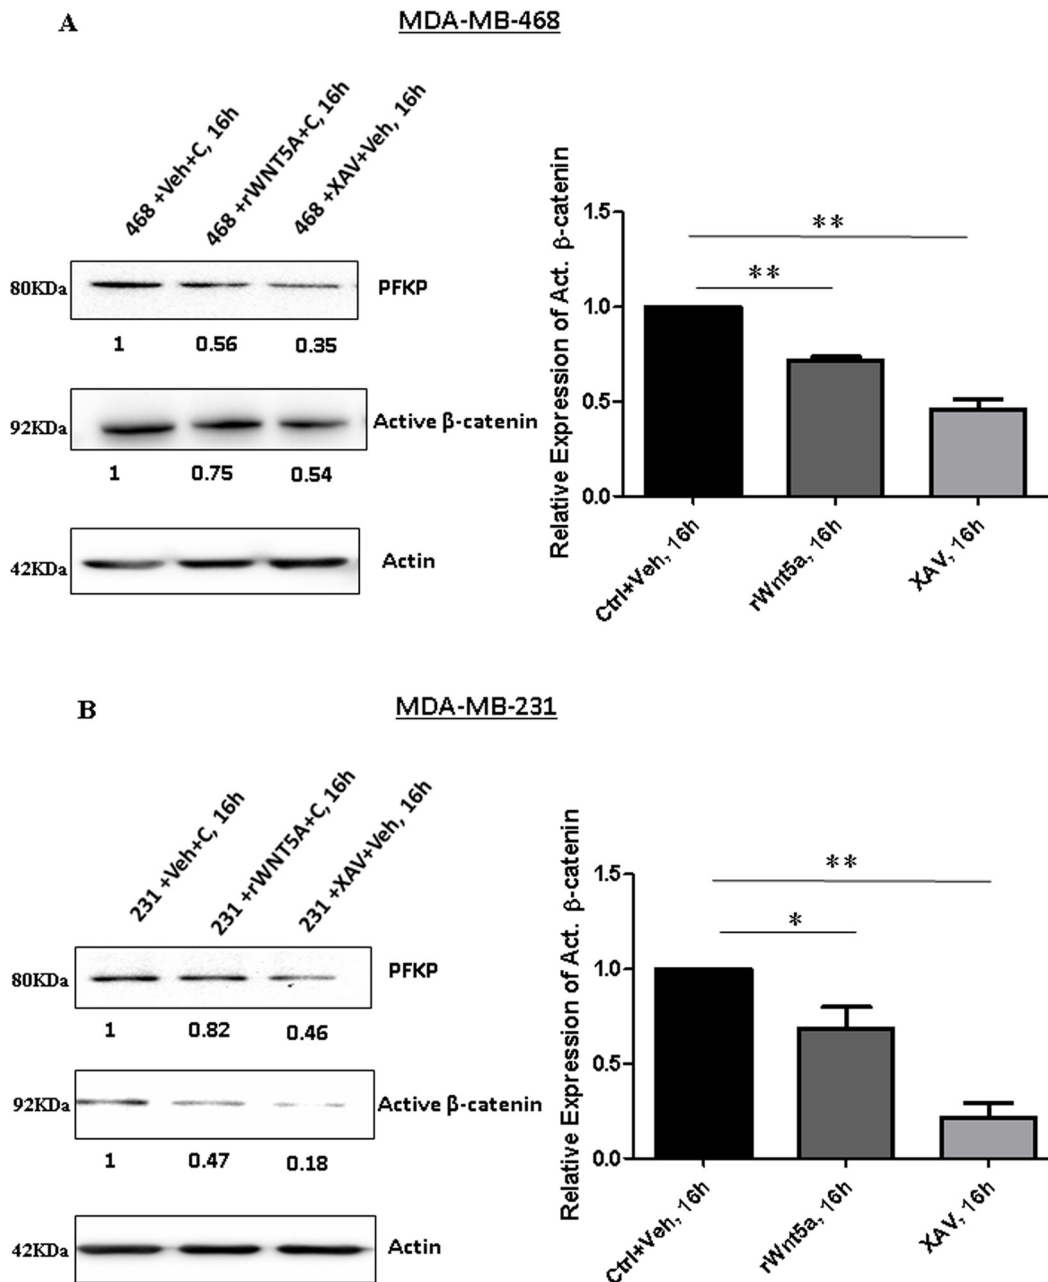 A
MDA-MB-468
468 +Veh+C, 16h
468 +rWNT5A+C, 16h
468 +XAV+Veh, 16h
80KDa
PFKP
1 0.56 0.35
92KDa
Active β-catenin
1 0.75 0.54
42KDa
Actin
Relative Expression of Act. β-catenin
1.5
1.0
0.5
0.0
**
**
Ctrl+Veh, 16h
rWnt5a, 16h
XAV, 16h
B
MDA-MB-231
231 +Veh+C, 16h
231 +rWNT5A+C, 16h
231 +XAV+Veh, 16h
80KDa
PFKP
1 0.82 0.46
92KDa
Active β-catenin
1 0.47 0.18
42KDa
Actin
Relative Expression of Act. β-catenin
1.5
1.0
0.5
0.0
**
*
Ctrl+Veh, 16h
rWnt5a, 16h
XAV, 16h